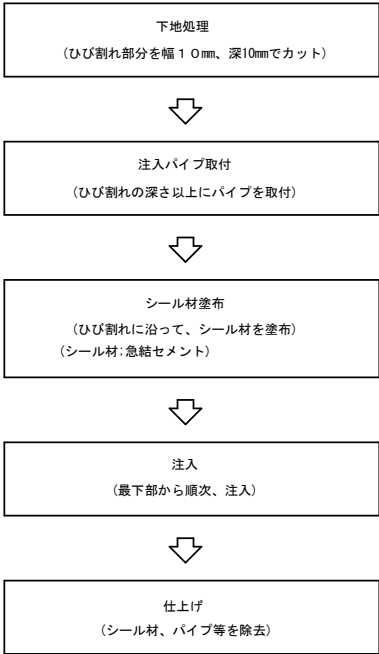 下地処理
（ひび割れ部分を幅１０㎜、深10㎜でカット）
注入パイプ取付
（ひび割れの深さ以上にパイプを取付）
シール材塗布
（ひび割れに沿って、シール材を塗布）
（シール材;急結セメント）
注入
（最下部から順次、注入）
仕上げ
（シール材、パイプ等を除去）